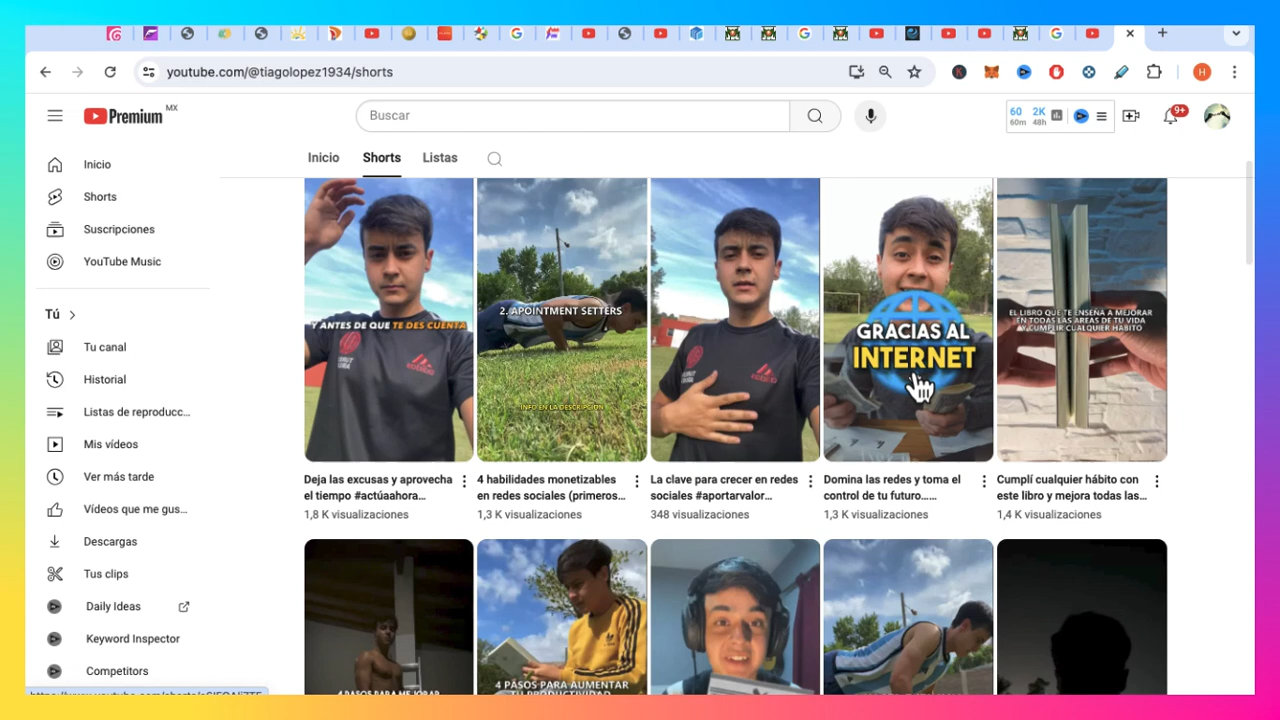 youtube.com/@tiagolopez1934/shorts
H
Premium MX
Buscar
60
60m
2K
48h
9+
Inicio
Shorts
Listas
Inicio
Shorts
Suscripciones
YouTube Music
Tú
Tu canal
Historial
Listas de reproducc...
Mis vídeos
Ver más tarde
Vídeos que me gus...
Descargas
Tus clips
Daily Ideas
Keyword Inspector
Competitors
Y ANTES DE QUE TE DES CUENTA
2. APOINTMENT SETTERS
INFO EN LA DESCRIPCIÓN
GRACIAS AL
INTERNET
EL LIBRO QUE TE ENSEÑA A MEJORAR
EN TODAS LAS AREAS DE TU VIDA
Y CUMPLIR CUALQUIER HABITO
Deja las excusas y aprovecha
el tiempo #actúaahora...
1,8 K visualizaciones
4 habilidades monetizables
en redes sociales (primeros...
1,3 K visualizaciones
La clave para crecer en redes
sociales #aportarvalor...
348 visualizaciones
Domina las redes y toma el
control de tu futuro......
1,3 K visualizaciones
Cumplí cualquier hábito con
este libro y mejora todas las...
1,4 K visualizaciones
4 PASOS PARA MEJORAR
4 PASOS PARA AUMENTAR
TU PRODUCTIVIDAD